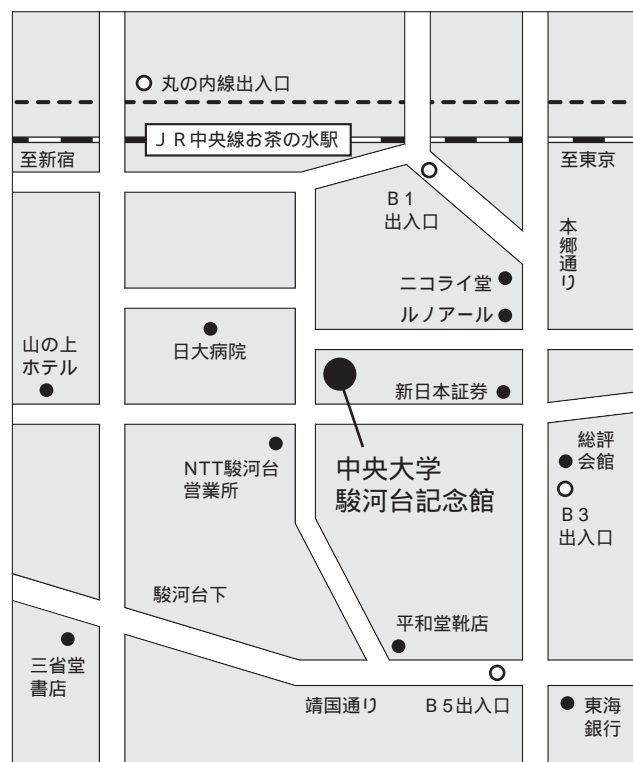 丸の内線出入口
ＪＲ中央線お茶の水駅
至新宿
至東京
Ｂ１
出入口
本郷通り
ニコライ堂
ルノアール
山の上
ホテル
日大病院
新日本証券
中央大学
駿河台記念館
NTT駿河台
営業所
総評
会館
Ｂ３
出入口
駿河台下
平和堂靴店
三省堂
書店
靖国通り
Ｂ５出入口
東海
銀行